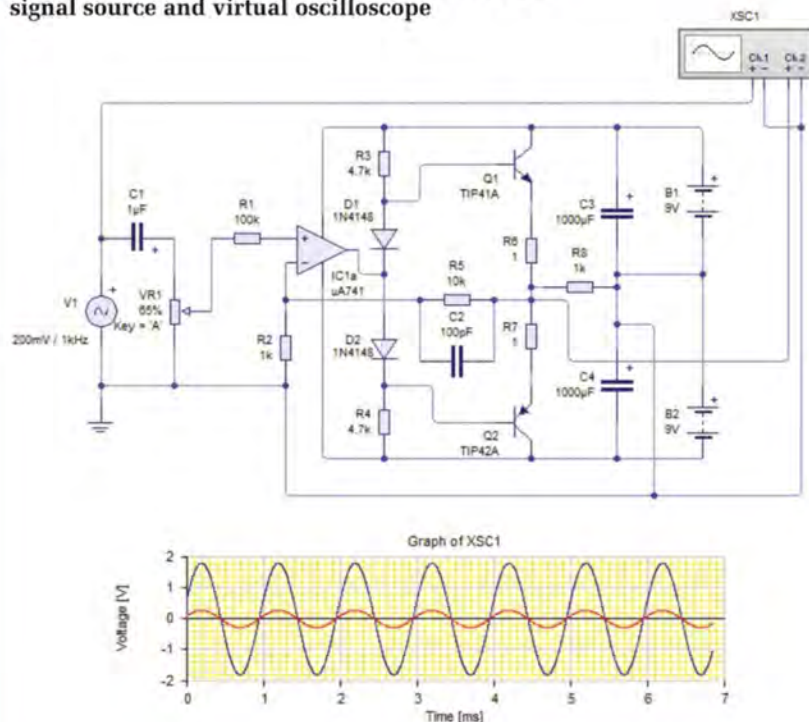 signal source and virtual oscilloscope
XSC1
Ch.1 Ch.2
+ − + −
C1
1µF
+
R1
100k
R3
4.7k
D1
1N4148
Q1
TIP41A
C3
1000µF
+
B1
9V
+
V1
200mV / 1kHz
+
VR1
65%
Key = 'A'
+
−
IC1a
uA741
R6
1
R8
1k
R5
10k
C2
100pF
R2
1k
D2
1N4148
R7
1
R4
4.7k
Q2
TIP42A
C4
1000µF
+
B2
9V
+
Graph of XSC1
Voltage [V]
2
1
0
-1
-2
0 1 2 3 4 5 6 7
Time [ms]